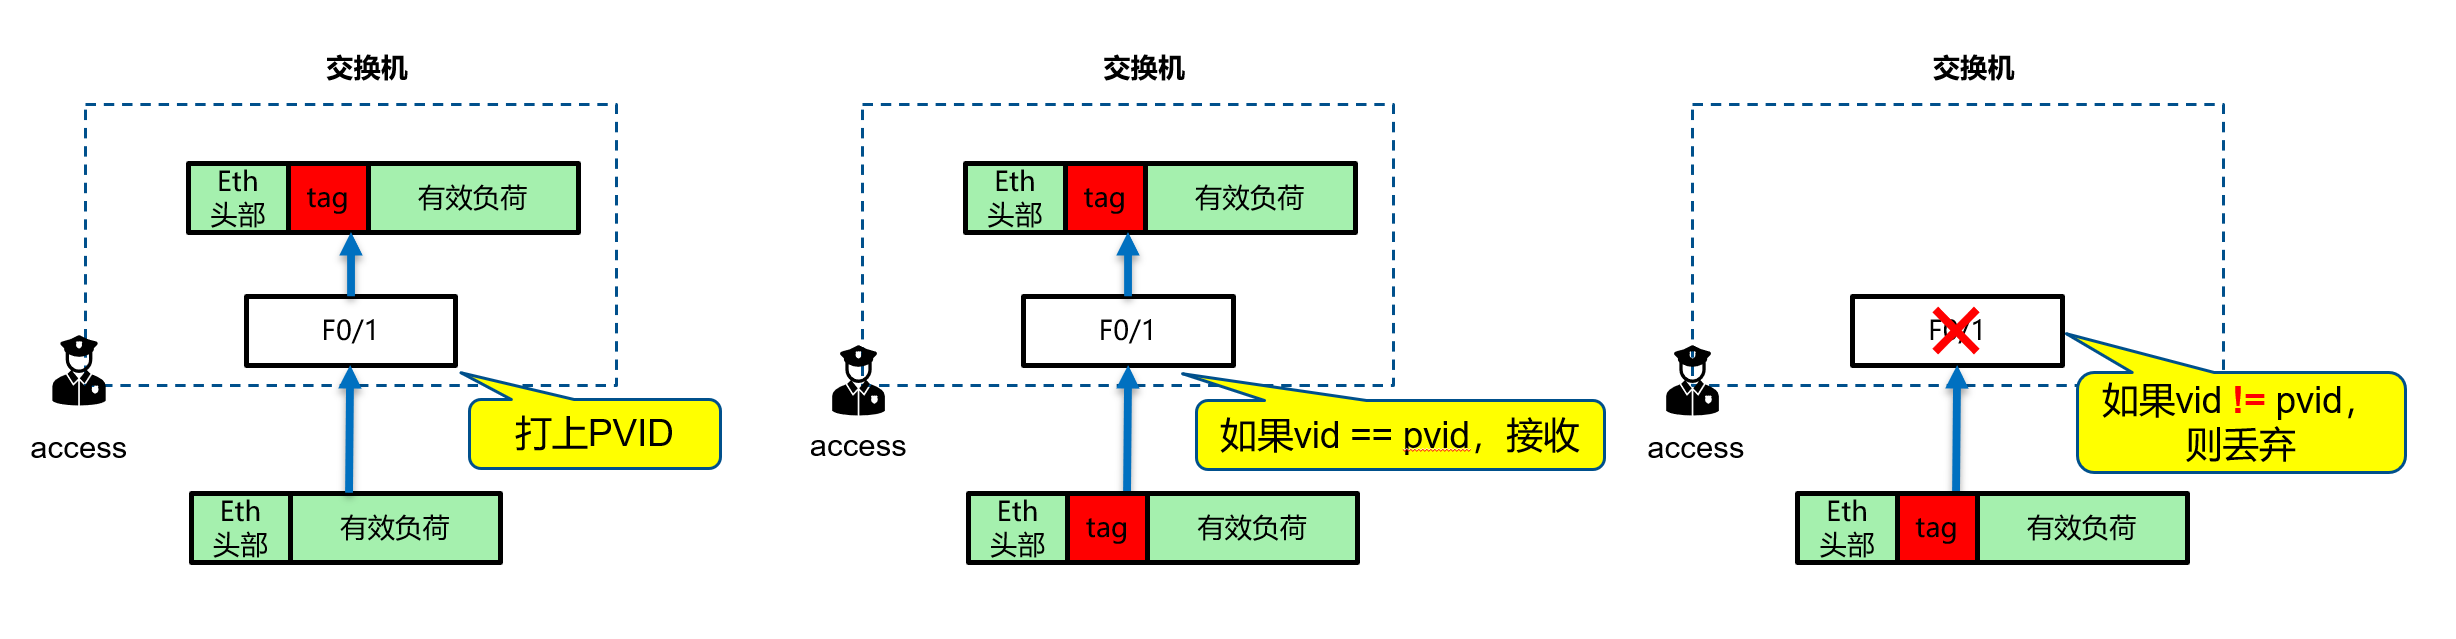 交换机
Eth
头部
tag
有效负荷
F0/1
access
打上PVID
Eth
头部
有效负荷
交换机
Eth
头部
tag
有效负荷
F0/1
access
如果vid == pvid，接收
Eth
头部
tag
有效负荷
交换机
F0/1
access
如果vid != pvid，
则丢弃
Eth
头部
tag
有效负荷